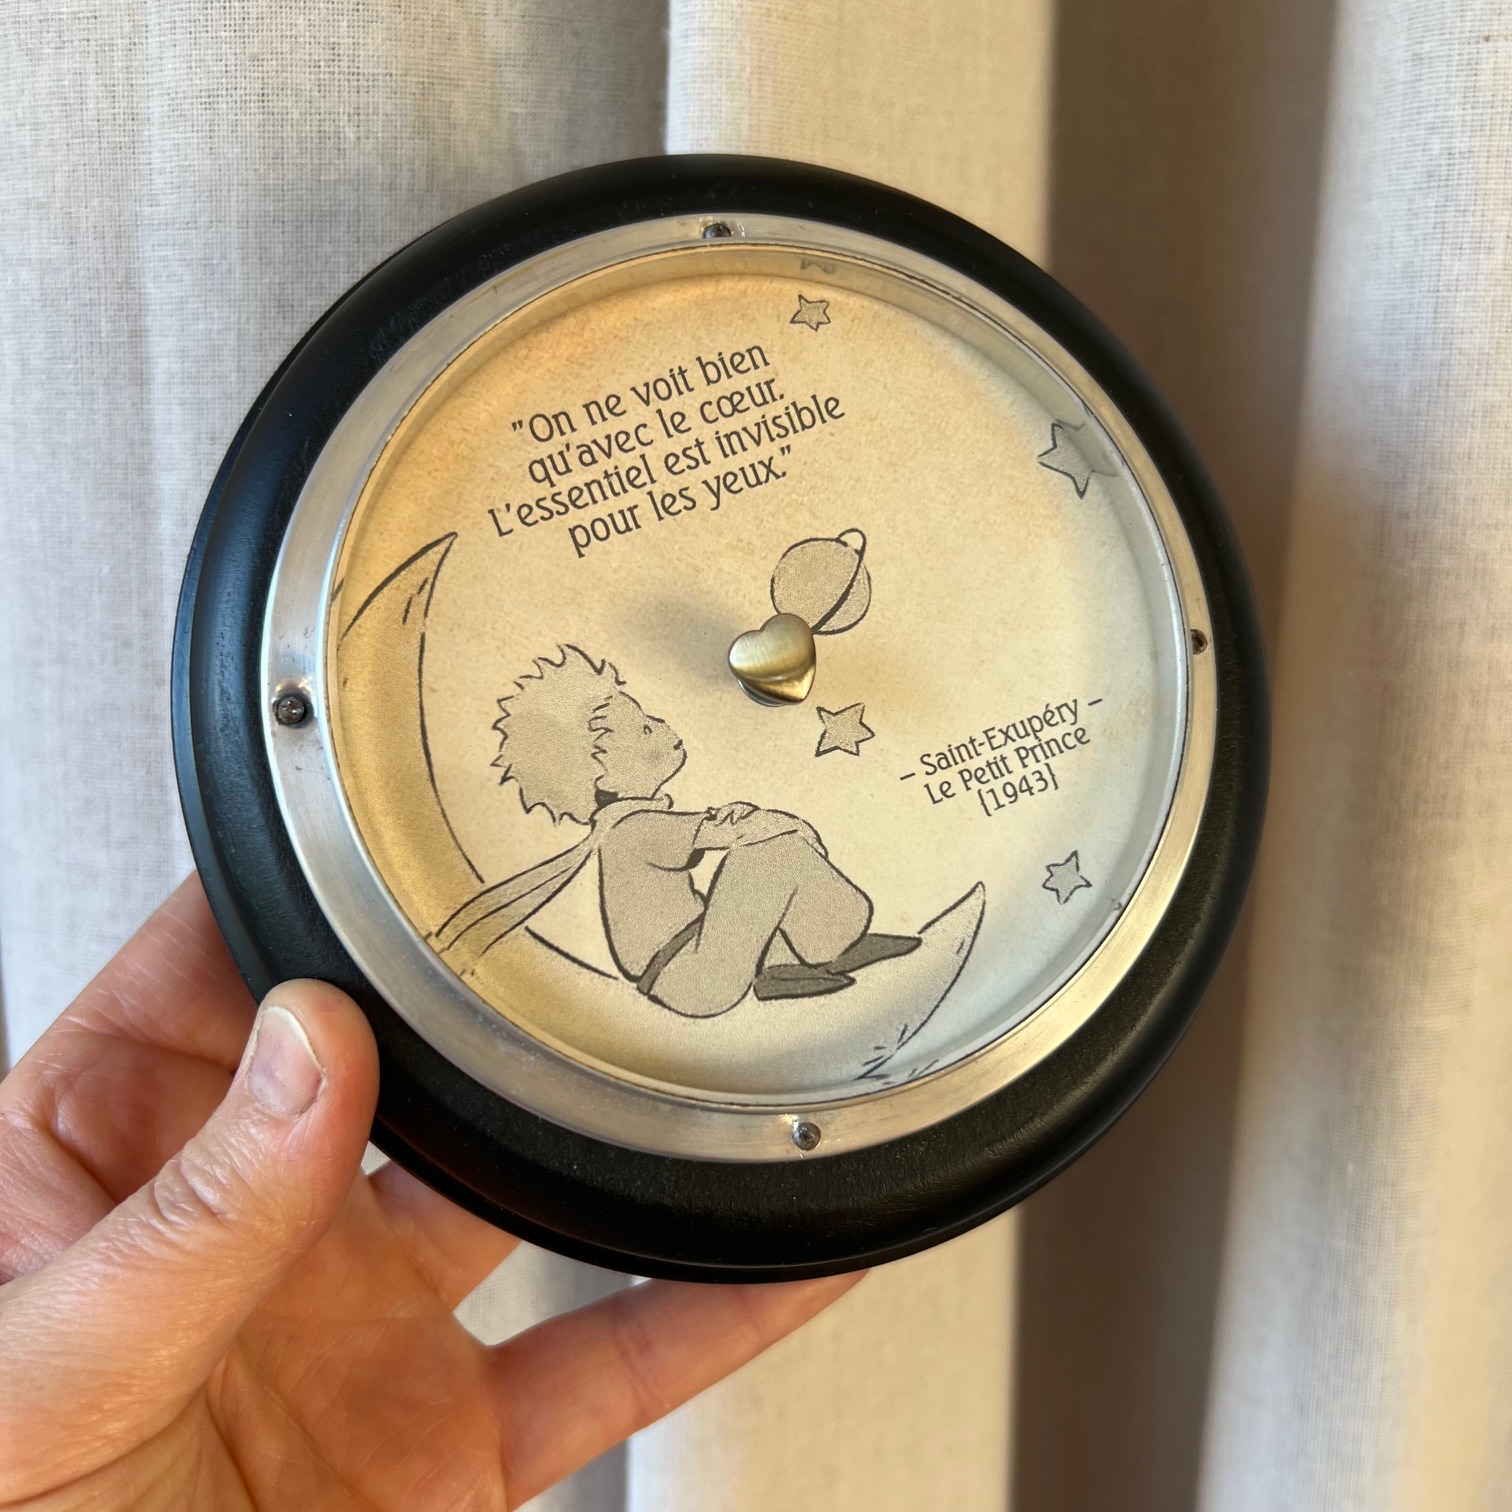 "On ne voit bien
qu'avec le cœur.
L'essentiel est invisible
pour les yeux."
– Saint-Exupéry –
Le Petit Prince
{1943}